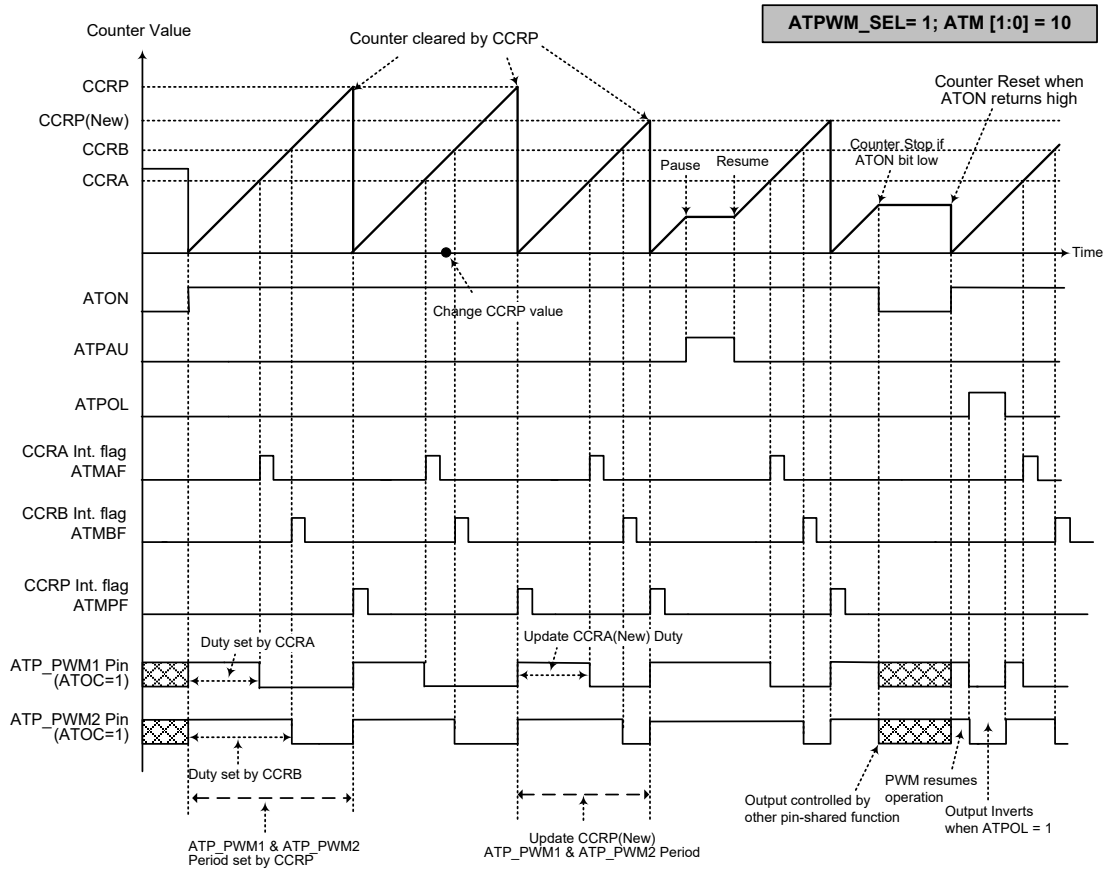 ATPWM_SEL= 1; ATM [1:0] = 10
Counter Value
Counter cleared by CCRP
CCRP
CCRP(New)
CCRB
CCRA
Counter Reset when
ATON returns high
Counter Stop if
ATON bit low
Pause
Resume
Time
ATON
Change CCRP value
ATPAU
ATPOL
CCRA Int. flag
ATMAF
CCRB Int. flag
ATMBF
CCRP Int. flag
ATMPF
Duty set by CCRA
Update CCRA(New) Duty
ATP_PWM1 Pin
(ATOC=1)
ATP_PWM2 Pin
(ATOC=1)
Duty set by CCRB
ATP_PWM1 & ATP_PWM2
Period set by CCRP
Update CCRP(New)
ATP_PWM1 & ATP_PWM2 Period
Output controlled by
other pin-shared function
PWM resumes
operation
Output Inverts
when ATPOL = 1